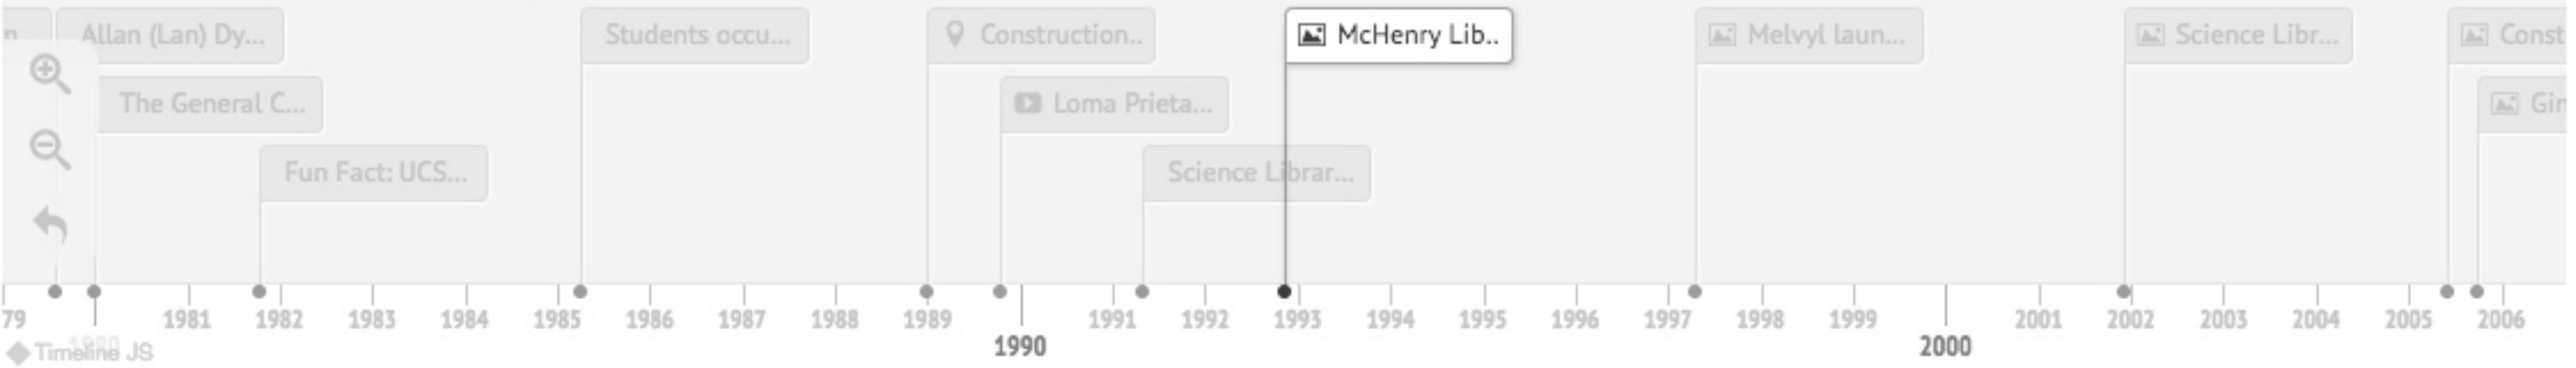 n
Allan (Lan) Dy...
Students occu...
Construction..
McHenry Lib..
Melvyl laun...
Science Libr...
Const
The General C...
Loma Prieta...
Gin
Fun Fact: UCS...
Science Librar...
79
1980
1981
1982
1983
1984
1985
1986
1987
1988
1989
1990
1991
1992
1993
1994
1995
1996
1997
1998
1999
2000
2001
2002
2003
2004
2005
2006
Timeline JS